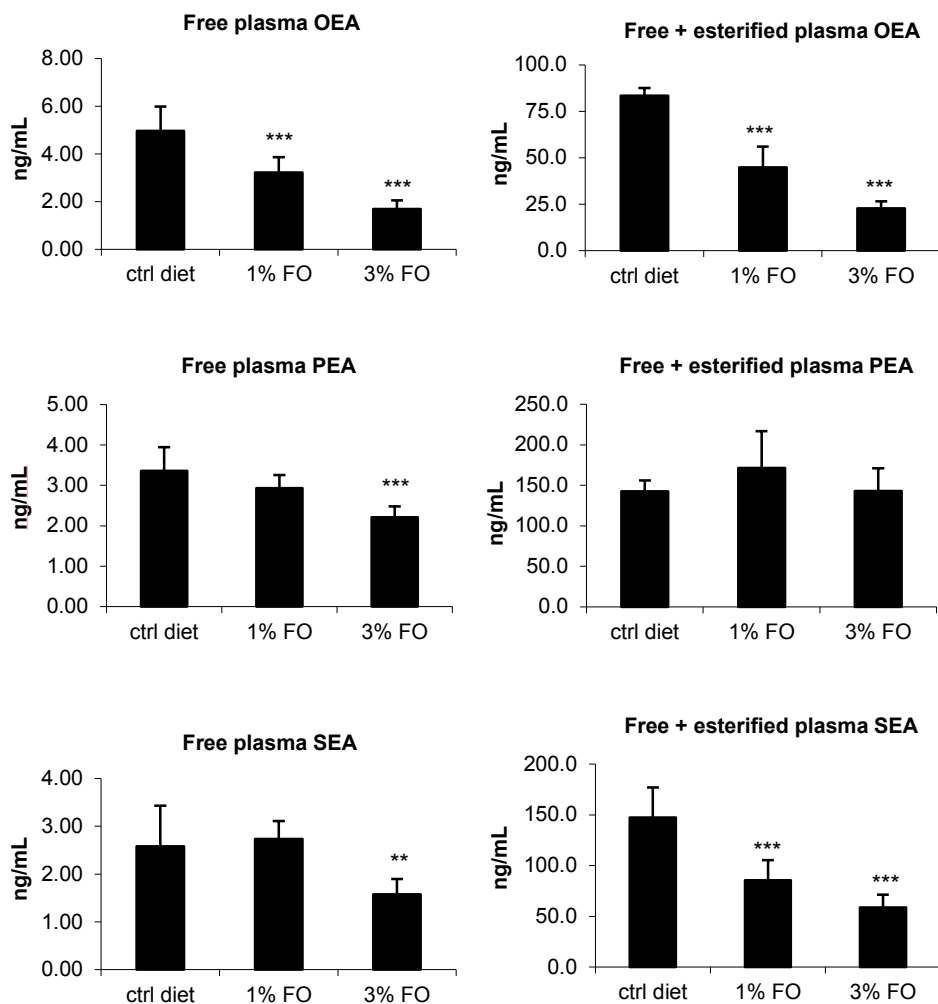 Free plasma OEA
ng/mL
8.00
6.00
4.00
2.00
0.00
***
***
ctrl diet 1% FO 3% FO
Free + esterified plasma OEA
ng/mL
100.0
75.0
50.0
25.0
0.0
***
***
ctrl diet 1% FO 3% FO
Free plasma PEA
ng/mL
5.00
4.00
3.00
2.00
1.00
0.00
***
ctrl diet 1% FO 3% FO
Free + esterified plasma PEA
ng/mL
250.0
200.0
150.0
100.0
50.0
0.0
ctrl diet 1% FO 3% FO
Free plasma SEA
ng/mL
4.00
3.00
2.00
1.00
0.00
**
ctrl diet 1% FO 3% FO
Free + esterified plasma SEA
ng/mL
200.0
150.0
100.0
50.0
0.0
***
***
ctrl diet 1% FO 3% FO